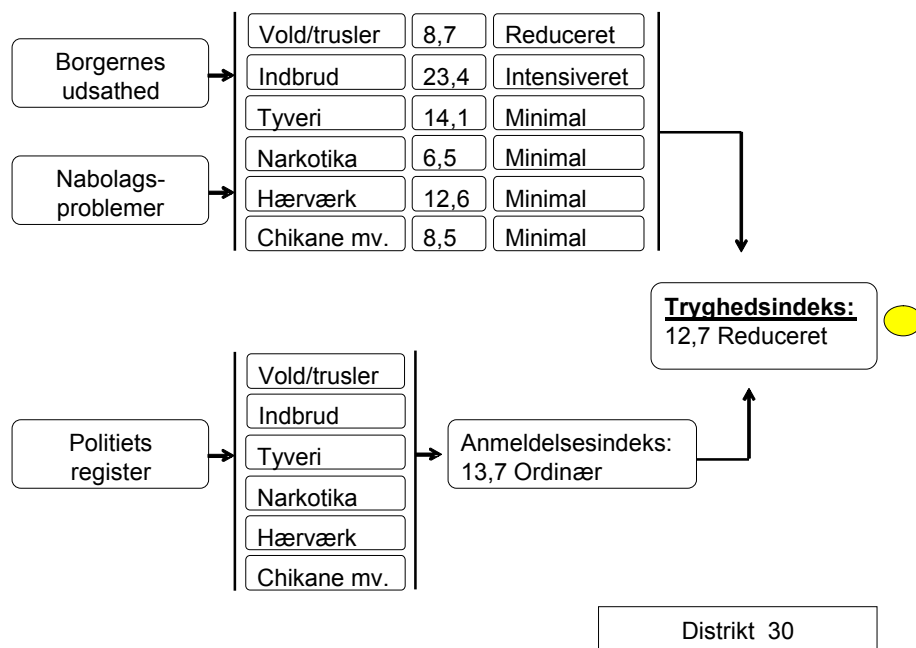 Borgernes
udsathed
Nabolags-
problemer
Vold/trusler 8,7 Reduceret
Indbrud 23,4 Intensiveret
Tyveri 14,1 Minimal
Narkotika 6,5 Minimal
Hærværk 12,6 Minimal
Chikane mv. 8,5 Minimal
Tryghedsindeks:
12,7 Reduceret
Politiets
register
Vold/trusler
Indbrud
Tyveri
Narkotika
Hærværk
Chikane mv.
Anmeldelsesindeks:
13,7 Ordinær
Distrikt 30